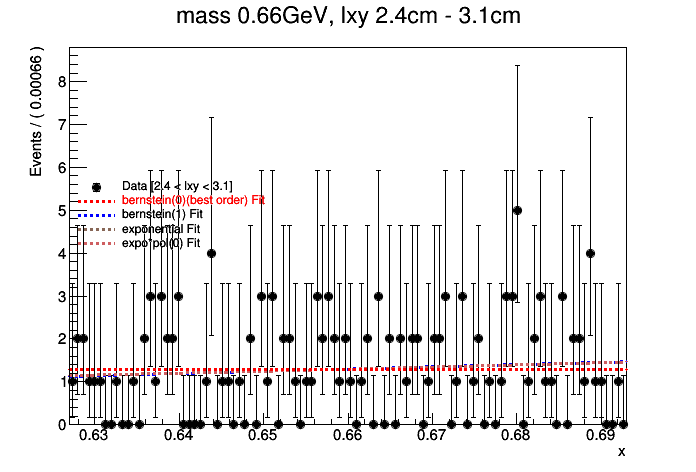 mass 0.66GeV, lxy 2.4cm - 3.1cm
Events / ( 0.00066 )
8
7
6
5
4
3
2
1
0
Data [2.4 < lxy < 3.1]
bernstein(0)(best order) Fit
bernstein(1) Fit
exponential Fit
expo*pol(0) Fit
0.63 0.64 0.65 0.66 0.67 0.68 0.69
x